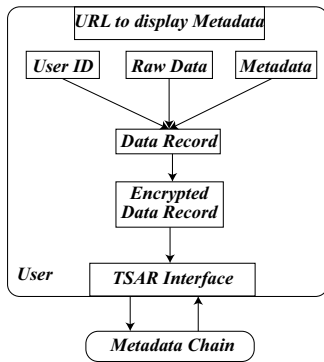 URL to display Metadata
User ID
Raw Data
Metadata
Data Record
Encrypted
Data Record
User
TSAR Interface
Metadata Chain